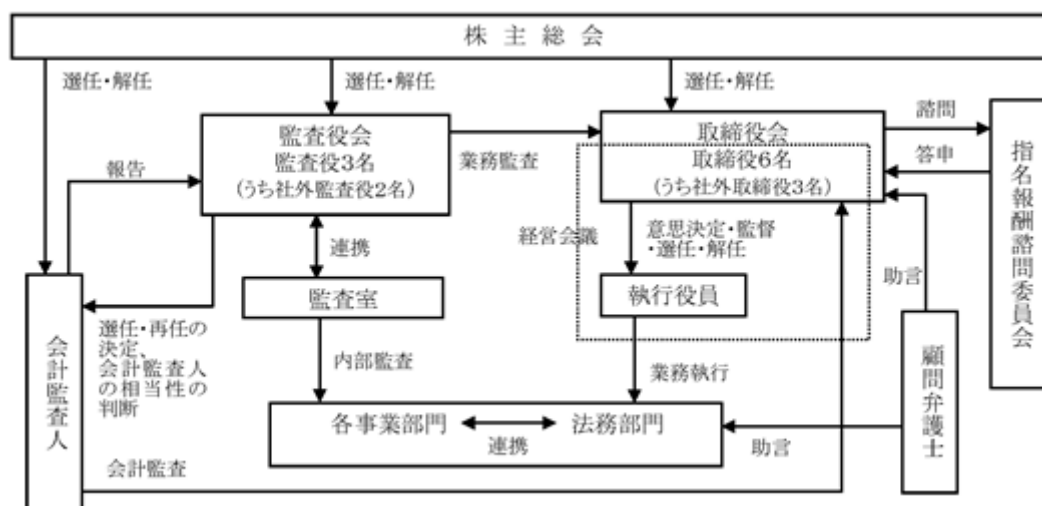 株主総会
選任・解任
選任・解任
選任・解任
監査役会
監査役3名
(うち社外監査役2名)
業務監査
取締役会
取締役6名
(うち社外取締役3名)
諮問
答申
指名報酬諮問委員会
報告
連携
経営会議
意思決定・監督
・選任・解任
助言
監査室
執行役員
会計監査人
選任・再任の
決定、
会計監査人
の相当性の
判断
内部監査
業務執行
顧問弁護士
各事業部門
連携
法務部門
助言
会計監査